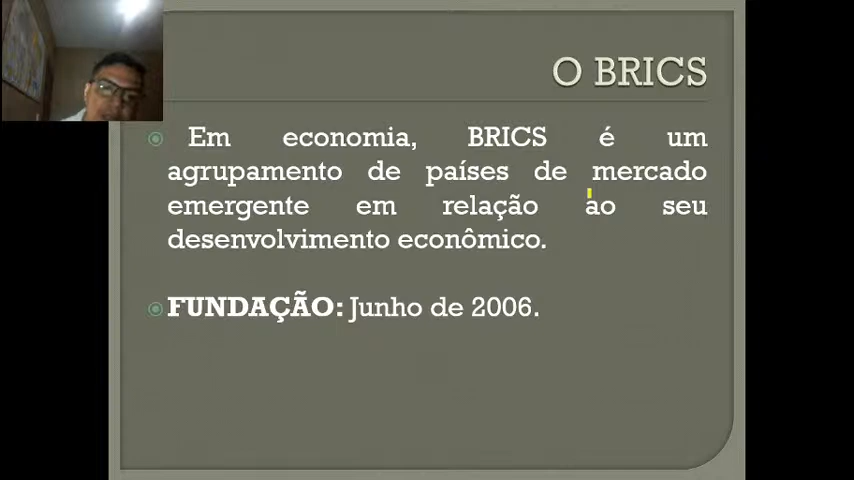 O BRICS
Em economia, BRICS é um
agrupamento de países de mercado
emergente em relação ao seu
desenvolvimento econômico.
FUNDAÇÃO: Junho de 2006.